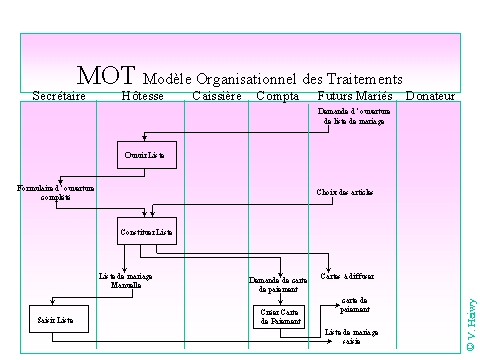 MOT Modèle Organisationnel des Traitements
Secrétaire Hôtesse Caissière Compta Futurs Mariés Donateur
Demande d'ouverture
de liste de mariage
Ouvrir Liste
Formulaire d'ouverture
complété
Choix des articles
Constituer Liste
Liste de mariage
Manuelle
Demande de carte
de paiement
Cartes à diffuser
Saisir Liste
Créer Carte
de Paiement
carte de
paiement
Liste de mariage
saisie
© V. Heiwy